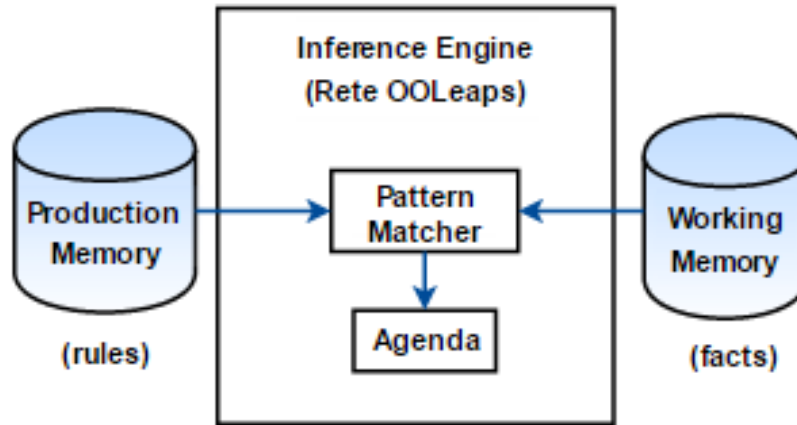 Inference Engine
(Rete OOLeaps)
Production
Memory
(rules)
Pattern
Matcher
Agenda
Working
Memory
(facts)